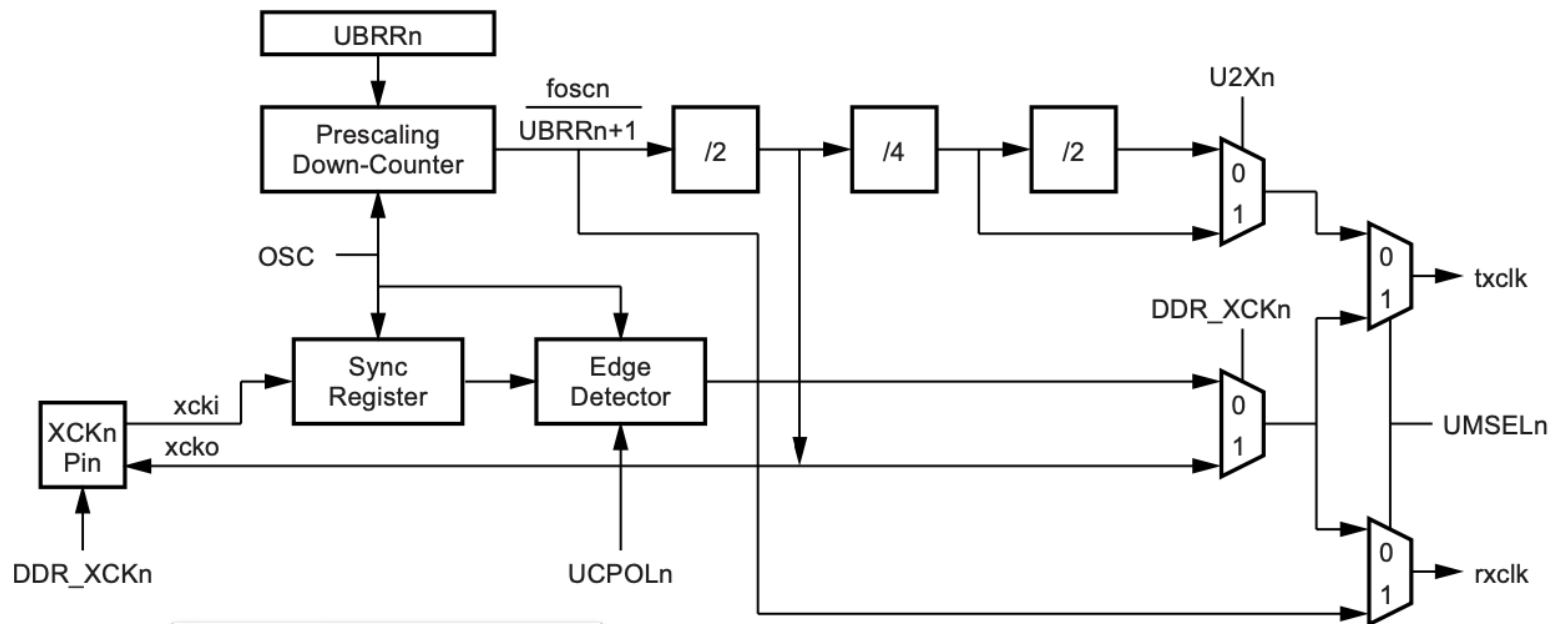 UBRRn
foscn
UBRRn+1
Prescaling
Down-Counter
/2
/4
/2
U2Xn
0
1
OSC
0
1
txclk
DDR_XCKn
Sync
Register
Edge
Detector
xcki
XCKn
Pin
xcko
0
1
UMSELn
DDR_XCKn
UCPOLn
0
1
rxclk